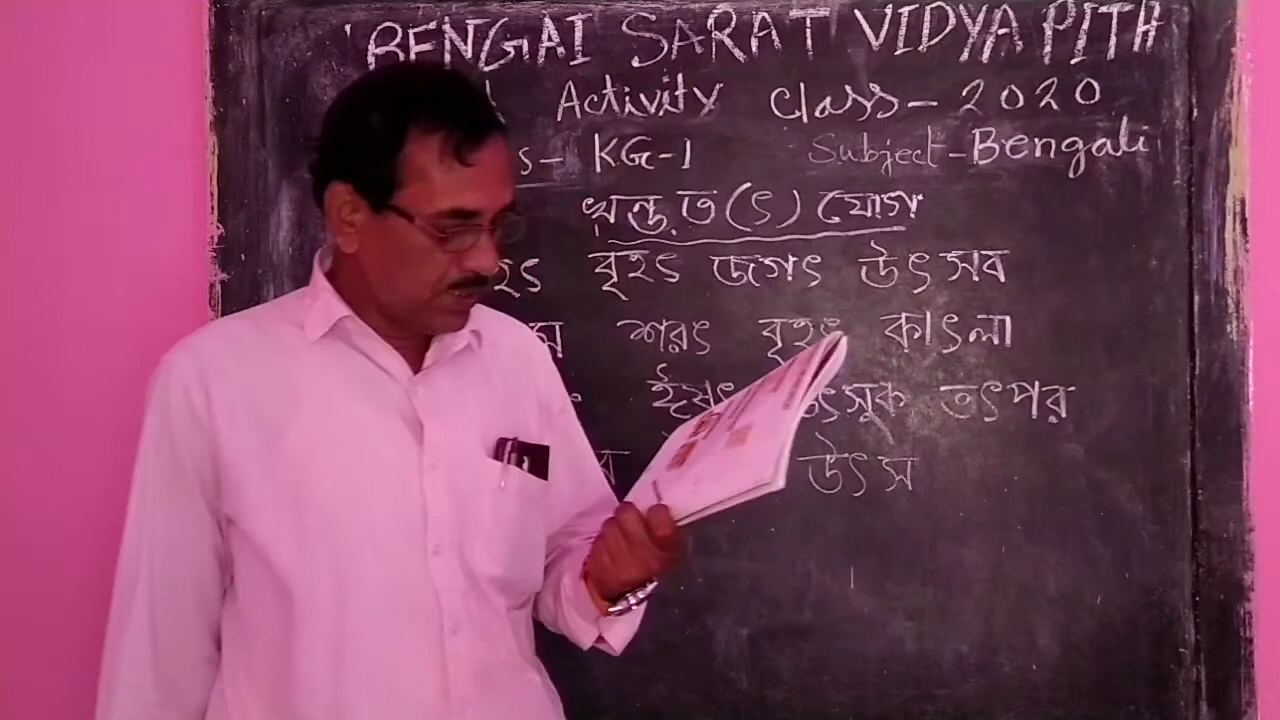 BENGAI SARAT VIDYA PITH
Activity Class-2020
KG-1 Subject-Bengali
খন্ড ত(ৎ) যোগ
বৃহৎ জগৎ উৎসব
শরৎ বৃহৎ কাৎলা
ঈষৎ উৎসুক তৎপর
উৎস